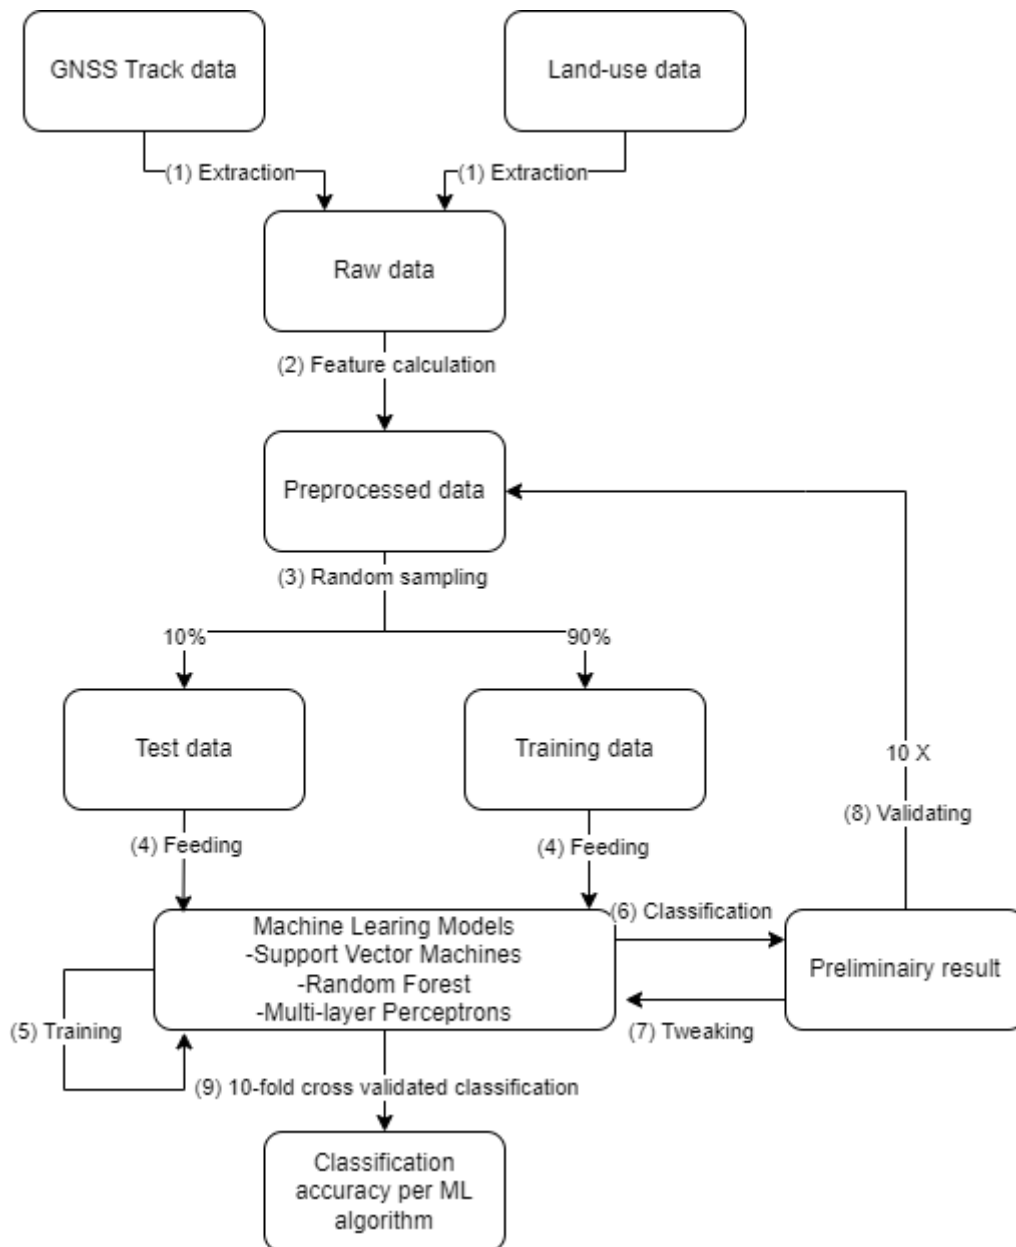 GNSS Track data
Land-use data
(1) Extraction
(1) Extraction
Raw data
(2) Feature calculation
Preprocessed data
(3) Random sampling
10%
90%
Test data
Training data
10 X
(8) Validating
(4) Feeding
(4) Feeding
(6) Classification
Machine Learing Models
-Support Vector Machines
-Random Forest
-Multi-layer Perceptrons
Preliminairy result
(5) Training
(7) Tweaking
(9) 10-fold cross validated classification
Classification
accuracy per ML
algorithm